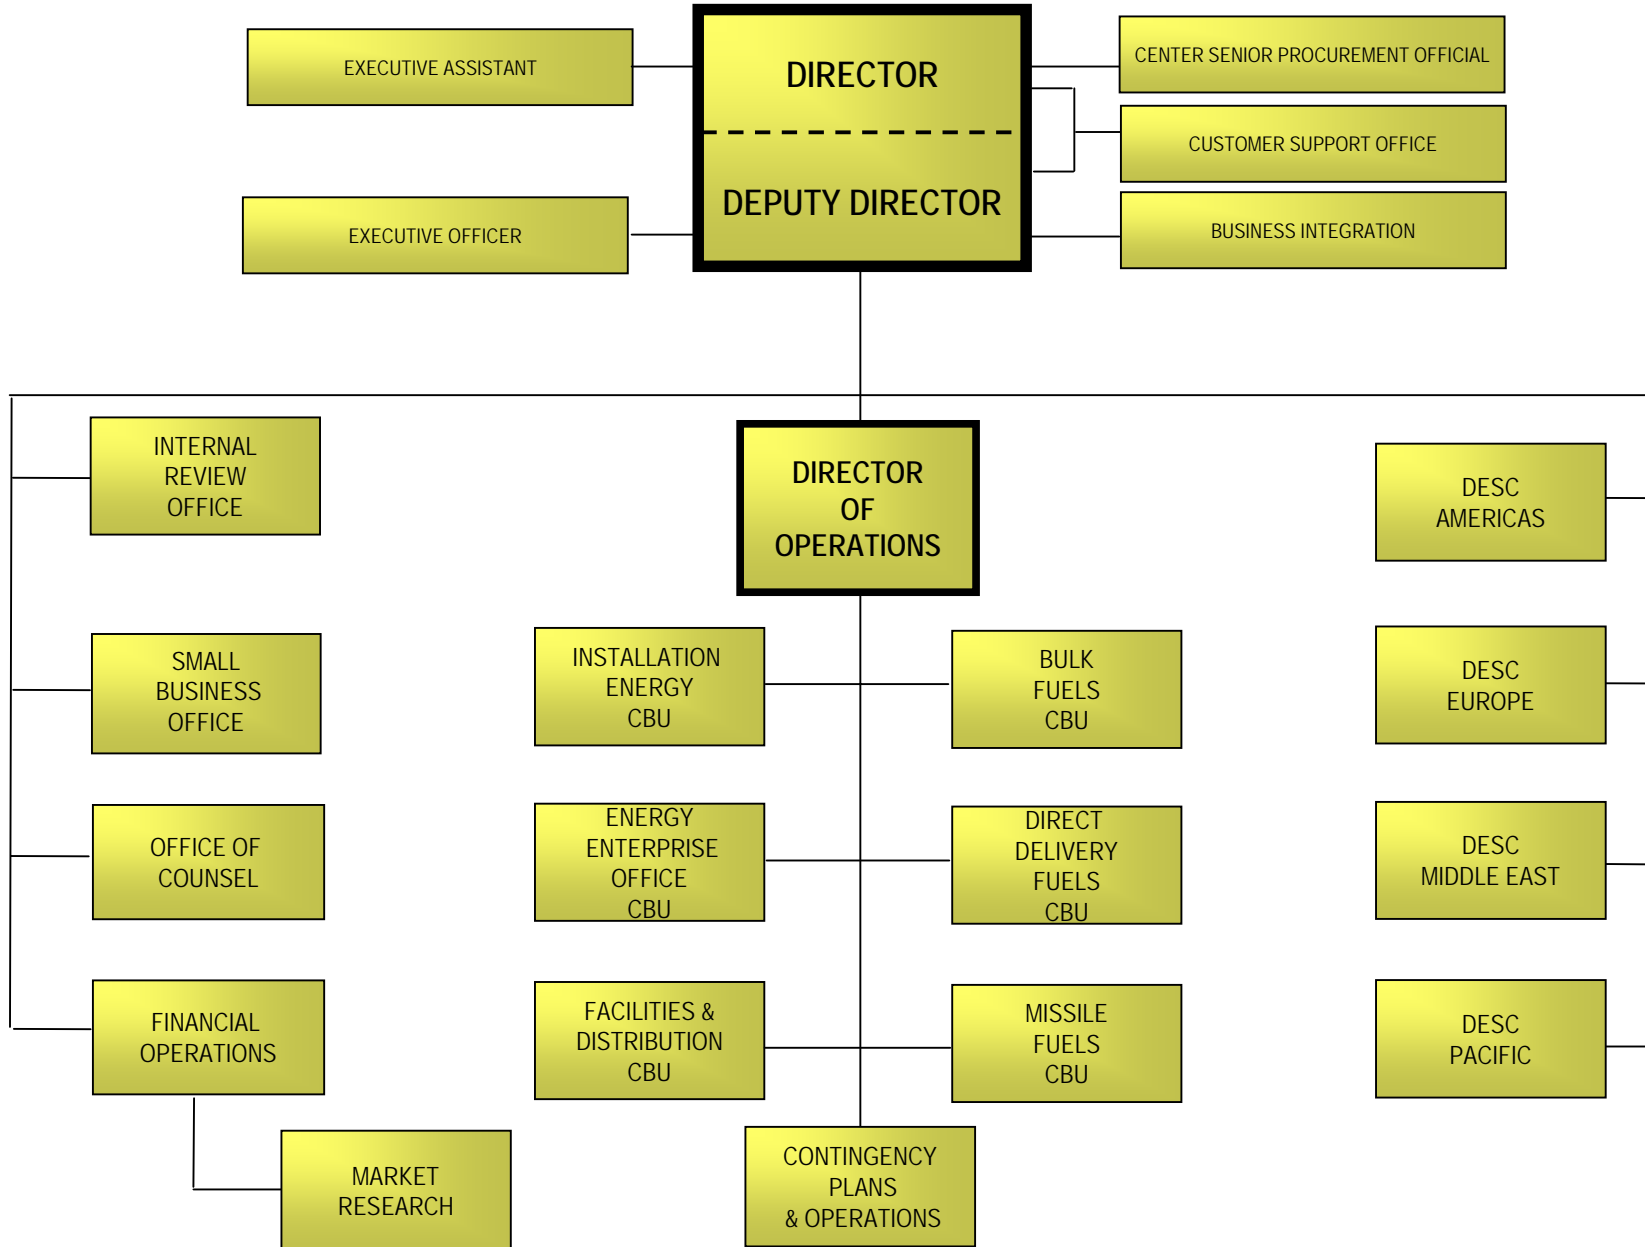 EXECUTIVE ASSISTANT
DIRECTOR
DEPUTY DIRECTOR
CENTER SENIOR PROCUREMENT OFFICIAL
CUSTOMER SUPPORT OFFICE
EXECUTIVE OFFICER
BUSINESS INTEGRATION
INTERNAL
REVIEW
OFFICE
SMALL
BUSINESS
OFFICE
OFFICE OF
COUNSEL
FINANCIAL
OPERATIONS
MARKET
RESEARCH
DIRECTOR
OF
OPERATIONS
INSTALLATION
ENERGY
CBU
BULK
FUELS
CBU
ENERGY
ENTERPRISE
OFFICE
CBU
DIRECT
DELIVERY
FUELS
CBU
FACILITIES &
DISTRIBUTION
CBU
MISSILE
FUELS
CBU
CONTINGENCY
PLANS
& OPERATIONS
DESC
AMERICAS
DESC
EUROPE
DESC
MIDDLE EAST
DESC
PACIFIC